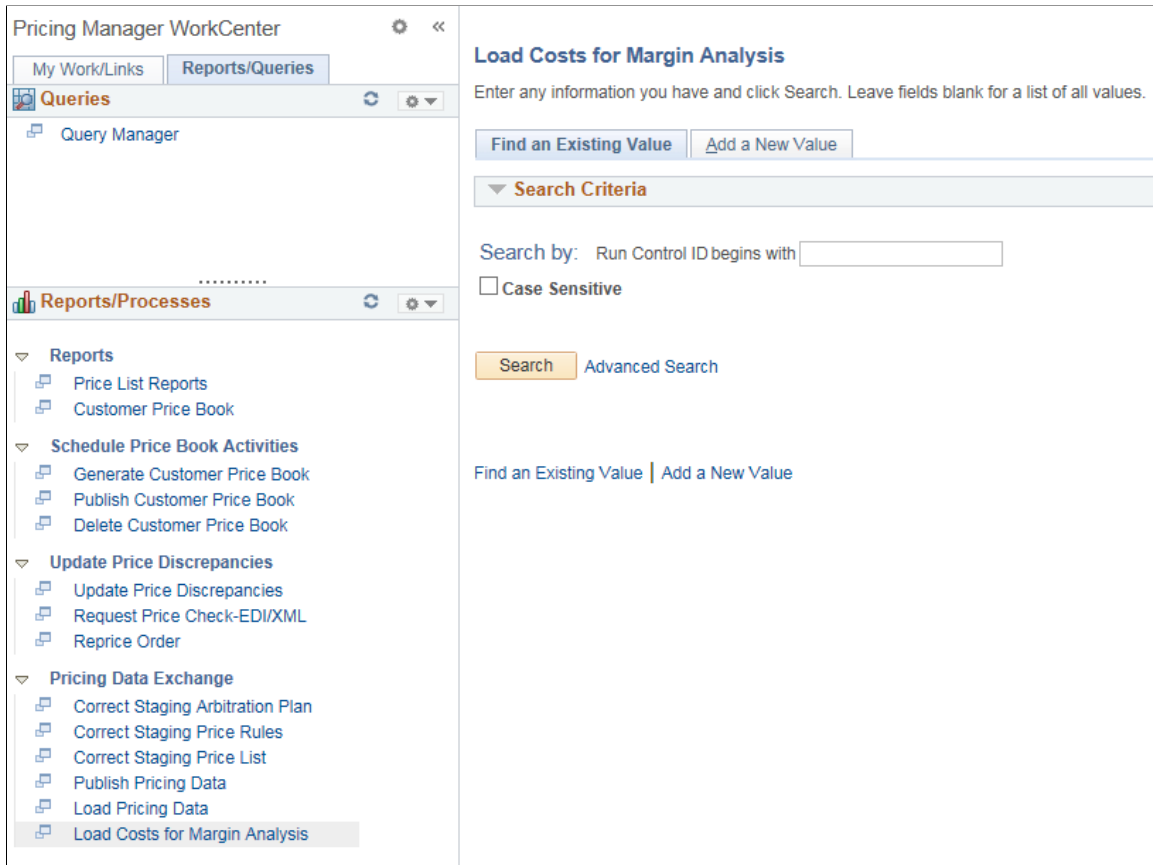 Pricing Manager WorkCenter
My Work/Links
Reports/Queries
Queries
Query Manager
Reports/Processes
Reports
Price List Reports
Customer Price Book
Schedule Price Book Activities
Generate Customer Price Book
Publish Customer Price Book
Delete Customer Price Book
Update Price Discrepancies
Update Price Discrepancies
Request Price Check-EDI/XML
Reprice Order
Pricing Data Exchange
Correct Staging Arbitration Plan
Correct Staging Price Rules
Correct Staging Price List
Publish Pricing Data
Load Pricing Data
Load Costs for Margin Analysis
Load Costs for Margin Analysis
Enter any information you have and click Search. Leave fields blank for a list of all values.
Find an Existing Value
Add a New Value
Search Criteria
Search by: Run Control ID begins with
Case Sensitive
Search Advanced Search
Find an Existing Value | Add a New Value